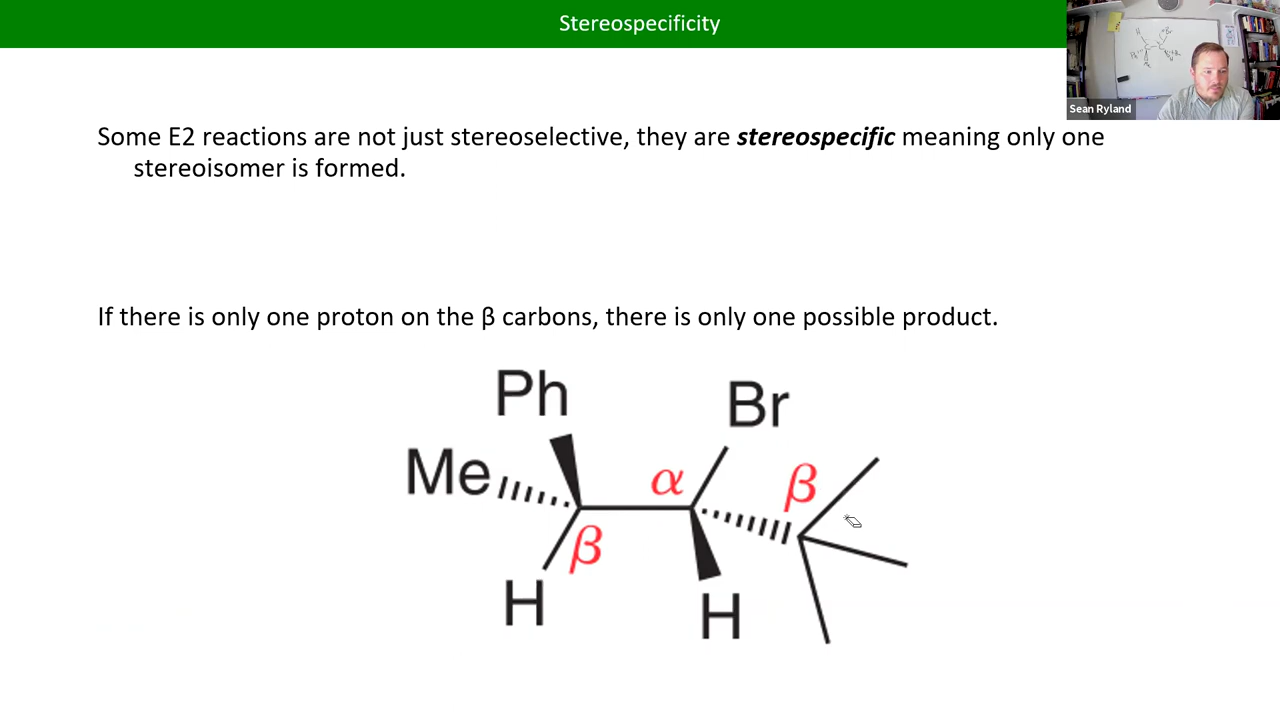 Stereospecificity
Sean Ryland
Some E2 reactions are not just stereoselective, they are stereospecific meaning only one
stereoisomer is formed.
If there is only one proton on the β carbons, there is only one possible product.
Ph
Br
Me
α
β
β
H
H